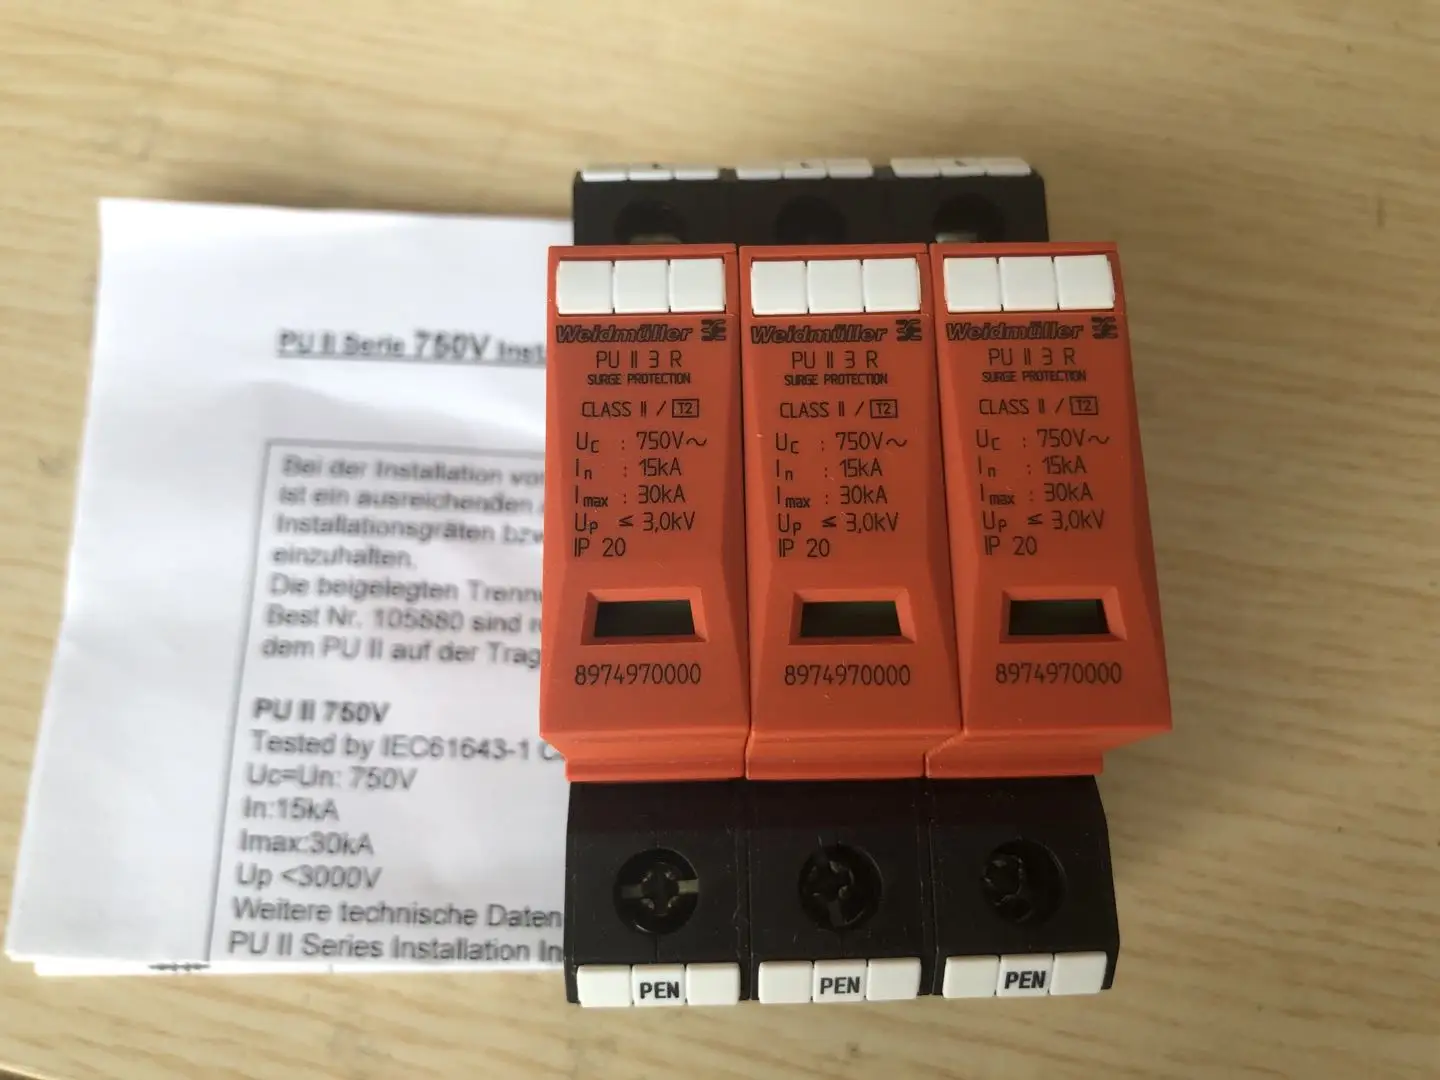 PU II Serie 750V Inst
Bei der Installation vo
ist ein ausreichenden
Installationsgräten bzw
einzuhalten.
Die beigelegten Trenn
Best Nr. 105880 sind
dem PU II auf der Trag
PU II 750V
Tested by IEC61643-1 C
Uc=Un: 750V
In:15kA
Imax:30kA
Up <3000V
Weitere technische Daten
PU II Series Installation In
L
L
L
Weidmüller
PU II 3 R
SURGE PROTECTION
CLASS II / T2
Uc : 750V~
In : 15kA
Imax : 30kA
Up ≤ 3,0kV
IP 20
8974970000
PEN
Weidmüller
PU II 3 R
SURGE PROTECTION
CLASS II / T2
Uc : 750V~
In : 15kA
Imax : 30kA
Up ≤ 3,0kV
IP 20
8974970000
PEN
Weidmüller
PU II 3 R
SURGE PROTECTION
CLASS II / T2
Uc : 750V~
In : 15kA
Imax : 30kA
Up ≤ 3,0kV
IP 20
8974970000
PEN